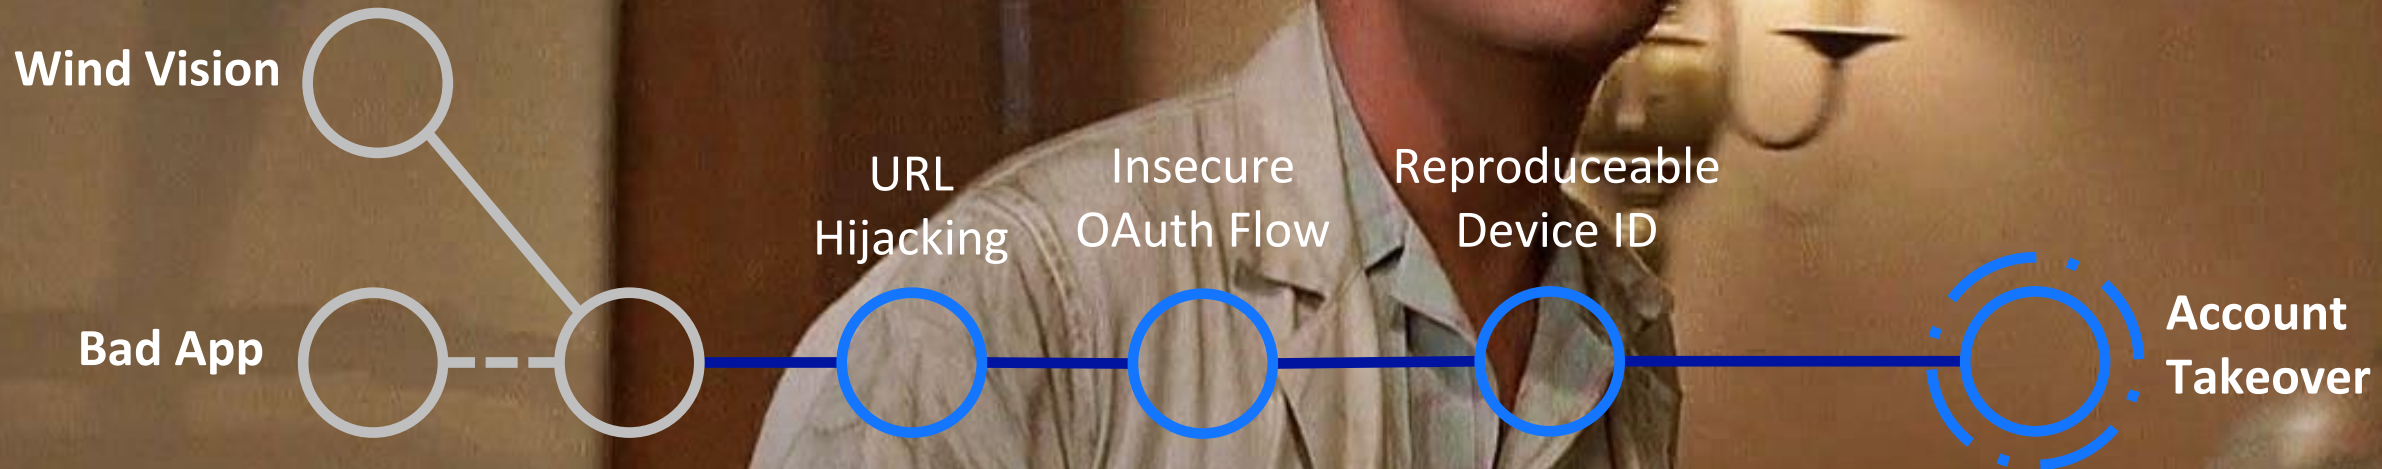 Wind Vision
URL
Hijacking
Insecure
OAuth Flow
Reproduceable
Device ID
Bad App
Account
Takeover